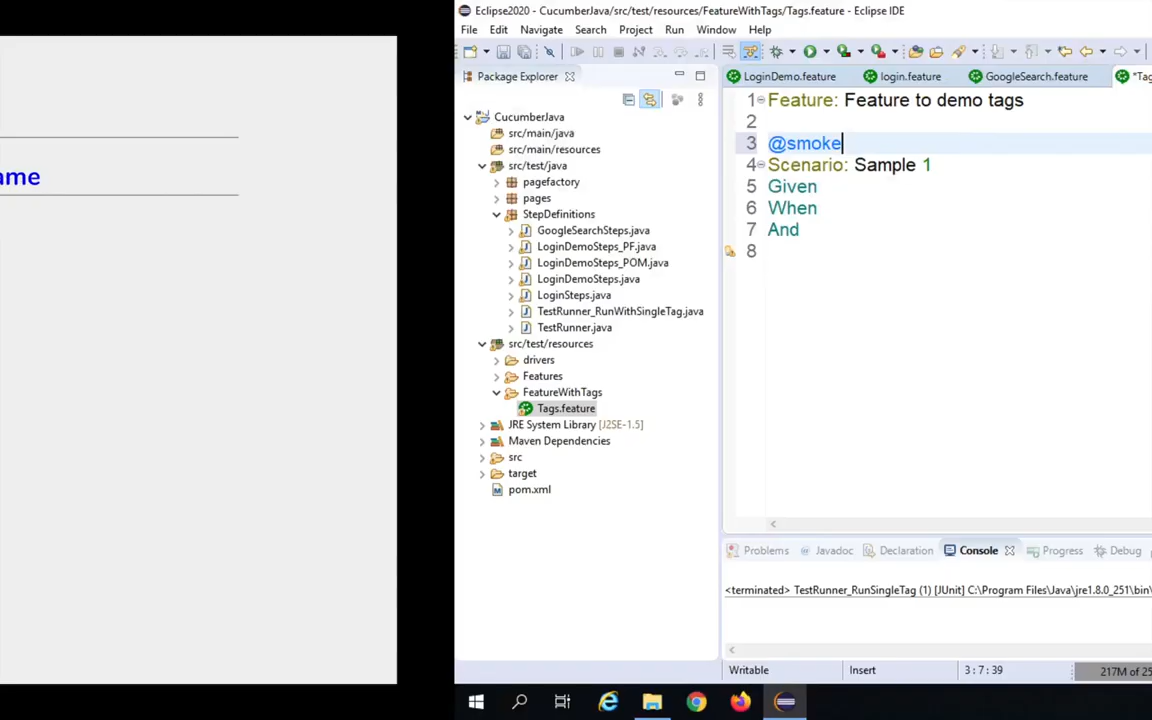 ame
Eclipse2020 - CucumberJava/src/test/resources/FeatureWithTags/Tags.feature - Eclipse IDE
File Edit Navigate Search Project Run Window Help
Package Explorer
CucumberJava
src/main/java
src/main/resources
src/test/java
pagefactory
pages
StepDefinitions
GoogleSearchSteps.java
LoginDemoSteps_PF.java
LoginDemoSteps_POM.java
LoginDemoSteps.java
LoginSteps.java
TestRunner_RunWithSingleTag.java
TestRunner.java
src/test/resources
drivers
Features
FeatureWithTags
Tags.feature
JRE System Library [J2SE-1.5]
Maven Dependencies
src
target
pom.xml
LoginDemo.feature login.feature GoogleSearch.feature *Tag
1 Feature: Feature to demo tags
2
3 @smoke
4 Scenario: Sample 1
5 Given
6 When
7 And
8
Problems Javadoc Declaration Console Progress Debug
<terminated> TestRunner_RunSingleTag (1) [JUnit] C:\Program Files\Java\jre1.8.0_251\bin\
Writable Insert 3 : 7 : 39 217M of 25